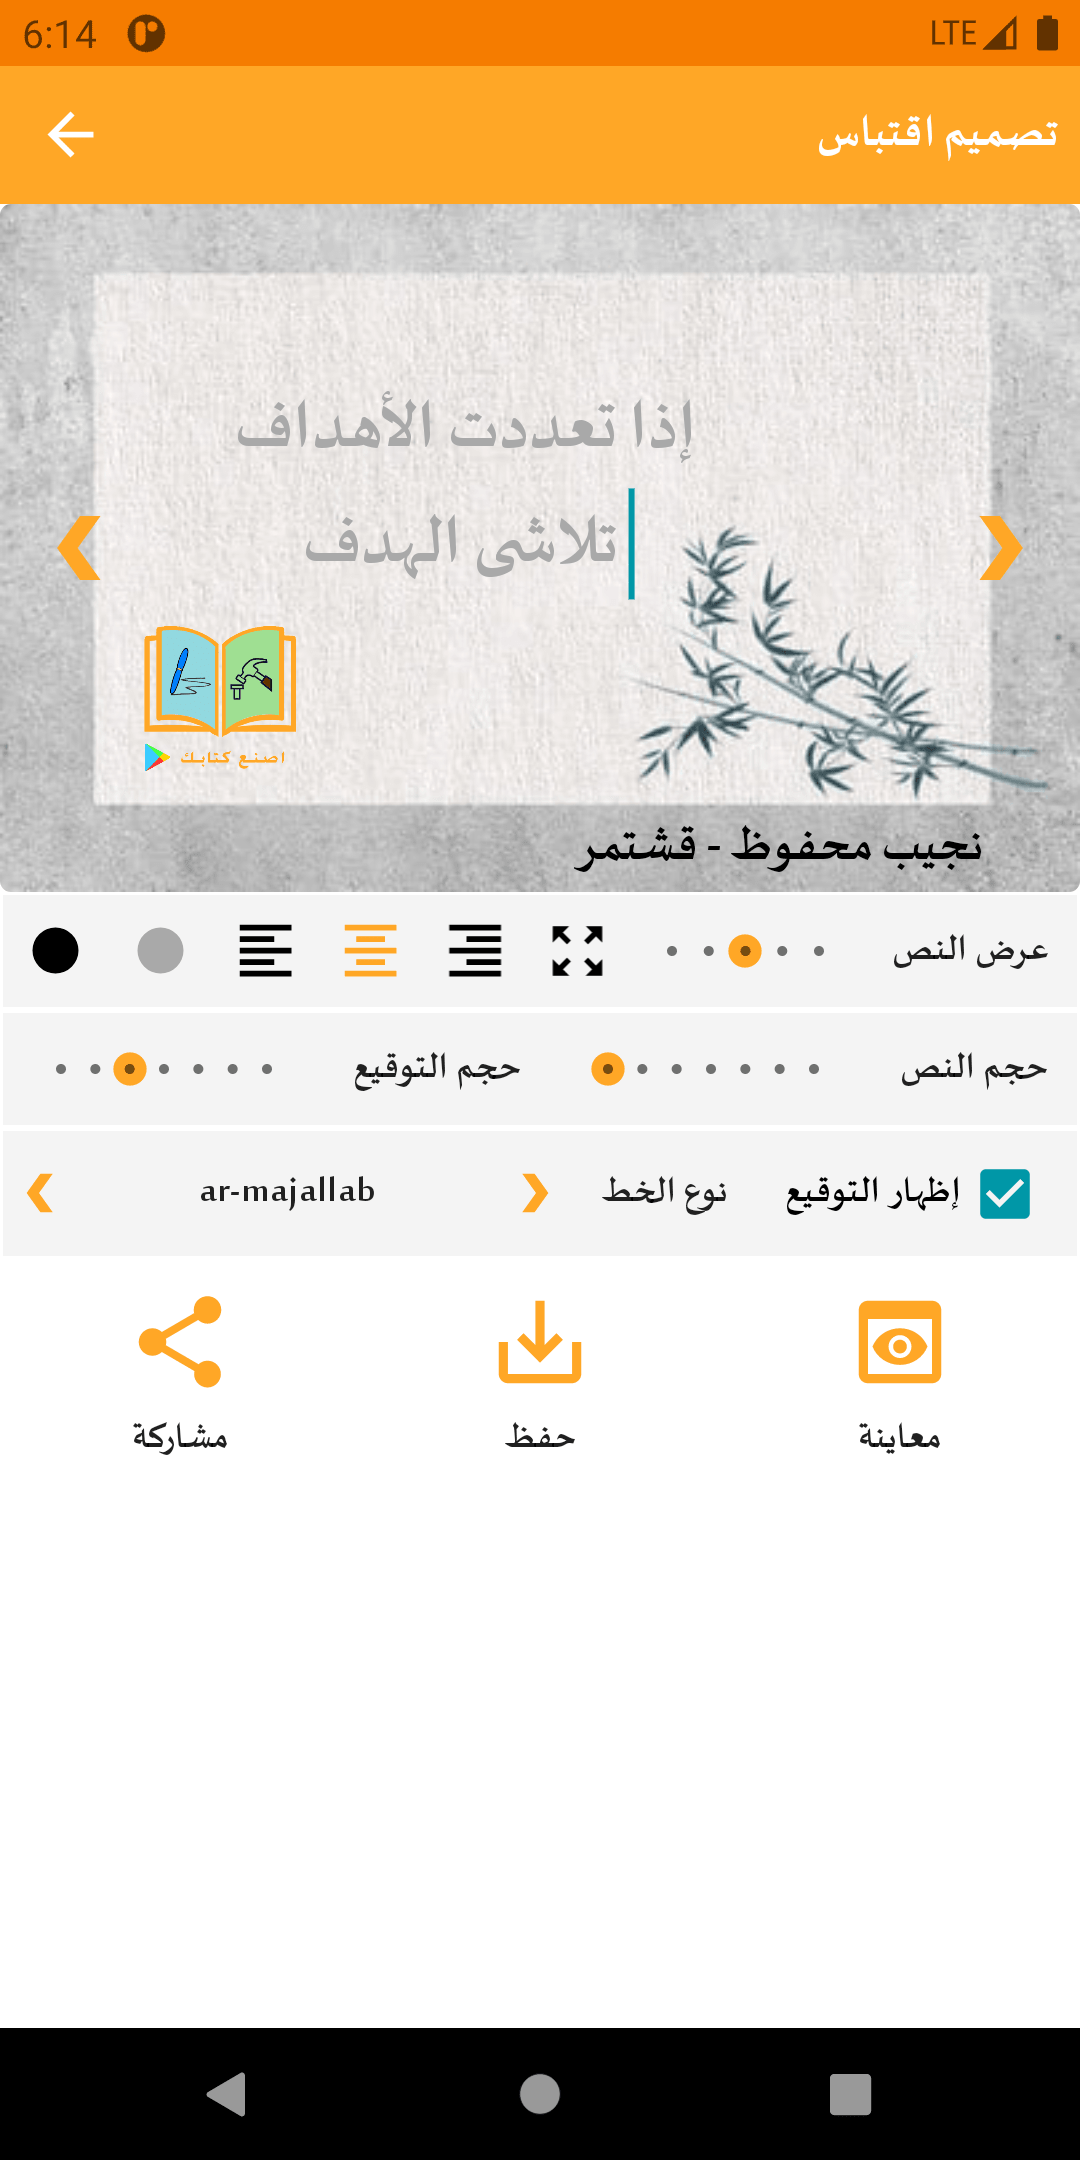 6:14 LTE
تصميم اقتباس
إذا تعددت الأهداف
تلاشى الهدف
اصنع كتابك
نجيب محفوظ - قشتمر
عرض النص
حجم النص
حجم التوقيع
إظهار التوقيع
نوع الخط
ar-majallab
معاينة
حفظ
مشاركة